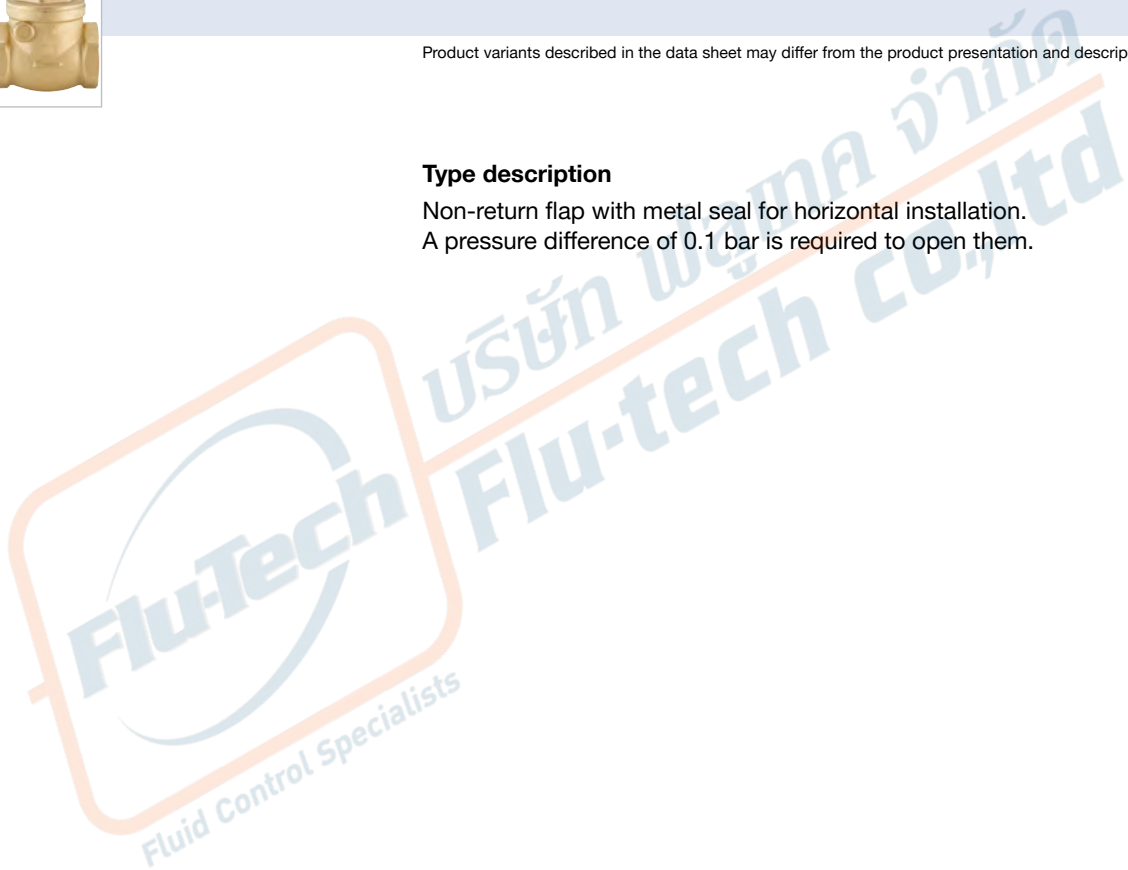 Product variants described in the data sheet may differ from the product presentation and descrip
Type description
Non-return flap with metal seal for horizontal installation.
A pressure difference of 0.1 bar is required to open them.
บริษัท ฟลูเทค จำกัด
Flu-tech co.,ltd
Flu-Tech
Fluid Control Specialists